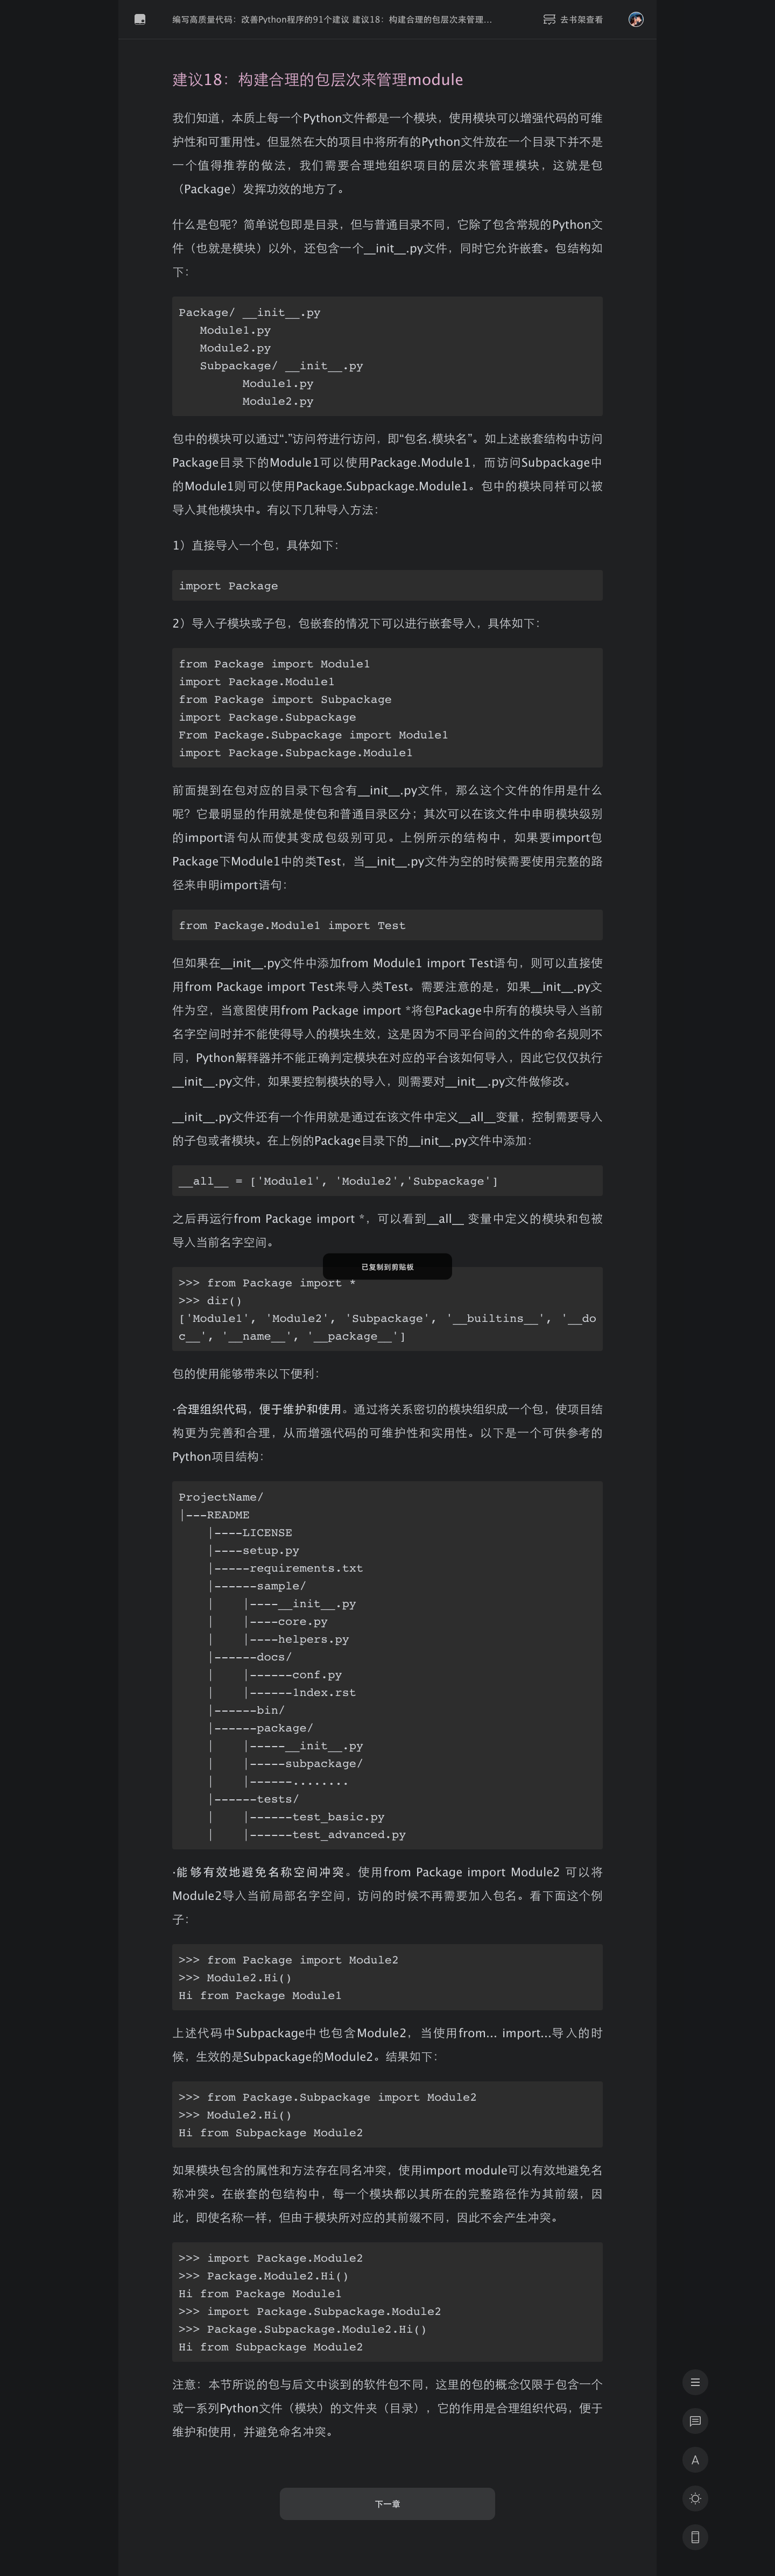 编写高质量代码：改善Python程序的91个建议 建议18：构建合理的包层次来管理...
去书架查看
建议18：构建合理的包层次来管理module
我们知道，本质上每一个Python文件都是一个模块，使用模块可以增强代码的可维
护性和可重用性。但显然在大的项目中将所有的Python文件放在一个目录下并不是
一个值得推荐的做法，我们需要合理地组织项目的层次来管理模块，这就是包
（Package）发挥功效的地方了。
什么是包呢？简单说包即是目录，但与普通目录不同，它除了包含常规的Python文
件（也就是模块）以外，还包含一个__init__.py文件，同时它允许嵌套。包结构如
下：
Package/ __init__.py
   Module1.py
   Module2.py
   Subpackage/ __init__.py
         Module1.py
         Module2.py
包中的模块可以通过“.”访问符进行访问，即“包名.模块名”。如上述嵌套结构中访问
Package目录下的Module1可以使用Package.Module1，而访问Subpackage中
的Module1则可以使用Package.Subpackage.Module1。包中的模块同样可以被
导入其他模块中。有以下几种导入方法：
1）直接导入一个包，具体如下：
import Package
2）导入子模块或子包，包嵌套的情况下可以进行嵌套导入，具体如下：
from Package import Module1
import Package.Module1
from Package import Subpackage
import Package.Subpackage
From Package.Subpackage import Module1
import Package.Subpackage.Module1
前面提到在包对应的目录下包含有__init__.py文件，那么这个文件的作用是什么
呢？它最明显的作用就是使包和普通目录区分；其次可以在该文件中申明模块级别
的import语句从而使其变成包级别可见。上例所示的结构中，如果要import包
Package下Module1中的类Test，当__init__.py文件为空的时候需要使用完整的路
径来申明import语句：
from Package.Module1 import Test
但如果在__init__.py文件中添加from Module1 import Test语句，则可以直接使
用from Package import Test来导入类Test。需要注意的是，如果__init__.py文
件为空，当意图使用from Package import *将包Package中所有的模块导入当前
名字空间时并不能使得导入的模块生效，这是因为不同平台间的文件的命名规则不
同，Python解释器并不能正确判定模块在对应的平台该如何导入，因此它仅仅执行
__init__.py文件，如果要控制模块的导入，则需要对__init__.py文件做修改。
__init__.py文件还有一个作用就是通过在该文件中定义__all__变量，控制需要导入
的子包或者模块。在上例的Package目录下的__init__.py文件中添加：
__all__ = ['Module1', 'Module2','Subpackage']
之后再运行from Package import *，可以看到__all__ 变量中定义的模块和包被
导入当前名字空间。
已复制到剪贴板
>>> from Package import *
>>> dir()
['Module1', 'Module2', 'Subpackage', '__builtins__', '__do
c__', '__name__', '__package__']
包的使用能够带来以下便利：
·合理组织代码，便于维护和使用。通过将关系密切的模块组织成一个包，使项目结
构更为完善和合理，从而增强代码的可维护性和实用性。以下是一个可供参考的
Python项目结构：
ProjectName/
|---README
    |----LICENSE
    |----setup.py
    |-----requirements.txt
    |------sample/
    |    |----__init__.py
    |    |----core.py
    |    |----helpers.py
    |------docs/
    |    |------conf.py
    |    |------1ndex.rst
    |------bin/
    |------package/
    |    |-----__init__.py
    |    |-----subpackage/
    |    |------........
    |------tests/
    |    |------test_basic.py
    |    |------test_advanced.py
·能够有效地避免名称空间冲突。使用from Package import Module2 可以将
Module2导入当前局部名字空间，访问的时候不再需要加入包名。看下面这个例
子：
>>> from Package import Module2
>>> Module2.Hi()
Hi from Package Module1
上述代码中Subpackage中也包含Module2，当使用from... import...导入的时
候，生效的是Subpackage的Module2。结果如下：
>>> from Package.Subpackage import Module2
>>> Module2.Hi()
Hi from Subpackage Module2
如果模块包含的属性和方法存在同名冲突，使用import module可以有效地避免名
称冲突。在嵌套的包结构中，每一个模块都以其所在的完整路径作为其前缀，因
此，即使名称一样，但由于模块所对应的其前缀不同，因此不会产生冲突。
>>> import Package.Module2
>>> Package.Module2.Hi()
Hi from Package Module1
>>> import Package.Subpackage.Module2
>>> Package.Subpackage.Module2.Hi()
Hi from Subpackage Module2
注意：本节所说的包与后文中谈到的软件包不同，这里的包的概念仅限于包含一个
或一系列Python文件（模块）的文件夹（目录），它的作用是合理组织代码，便于
维护和使用，并避免命名冲突。
A
下一章